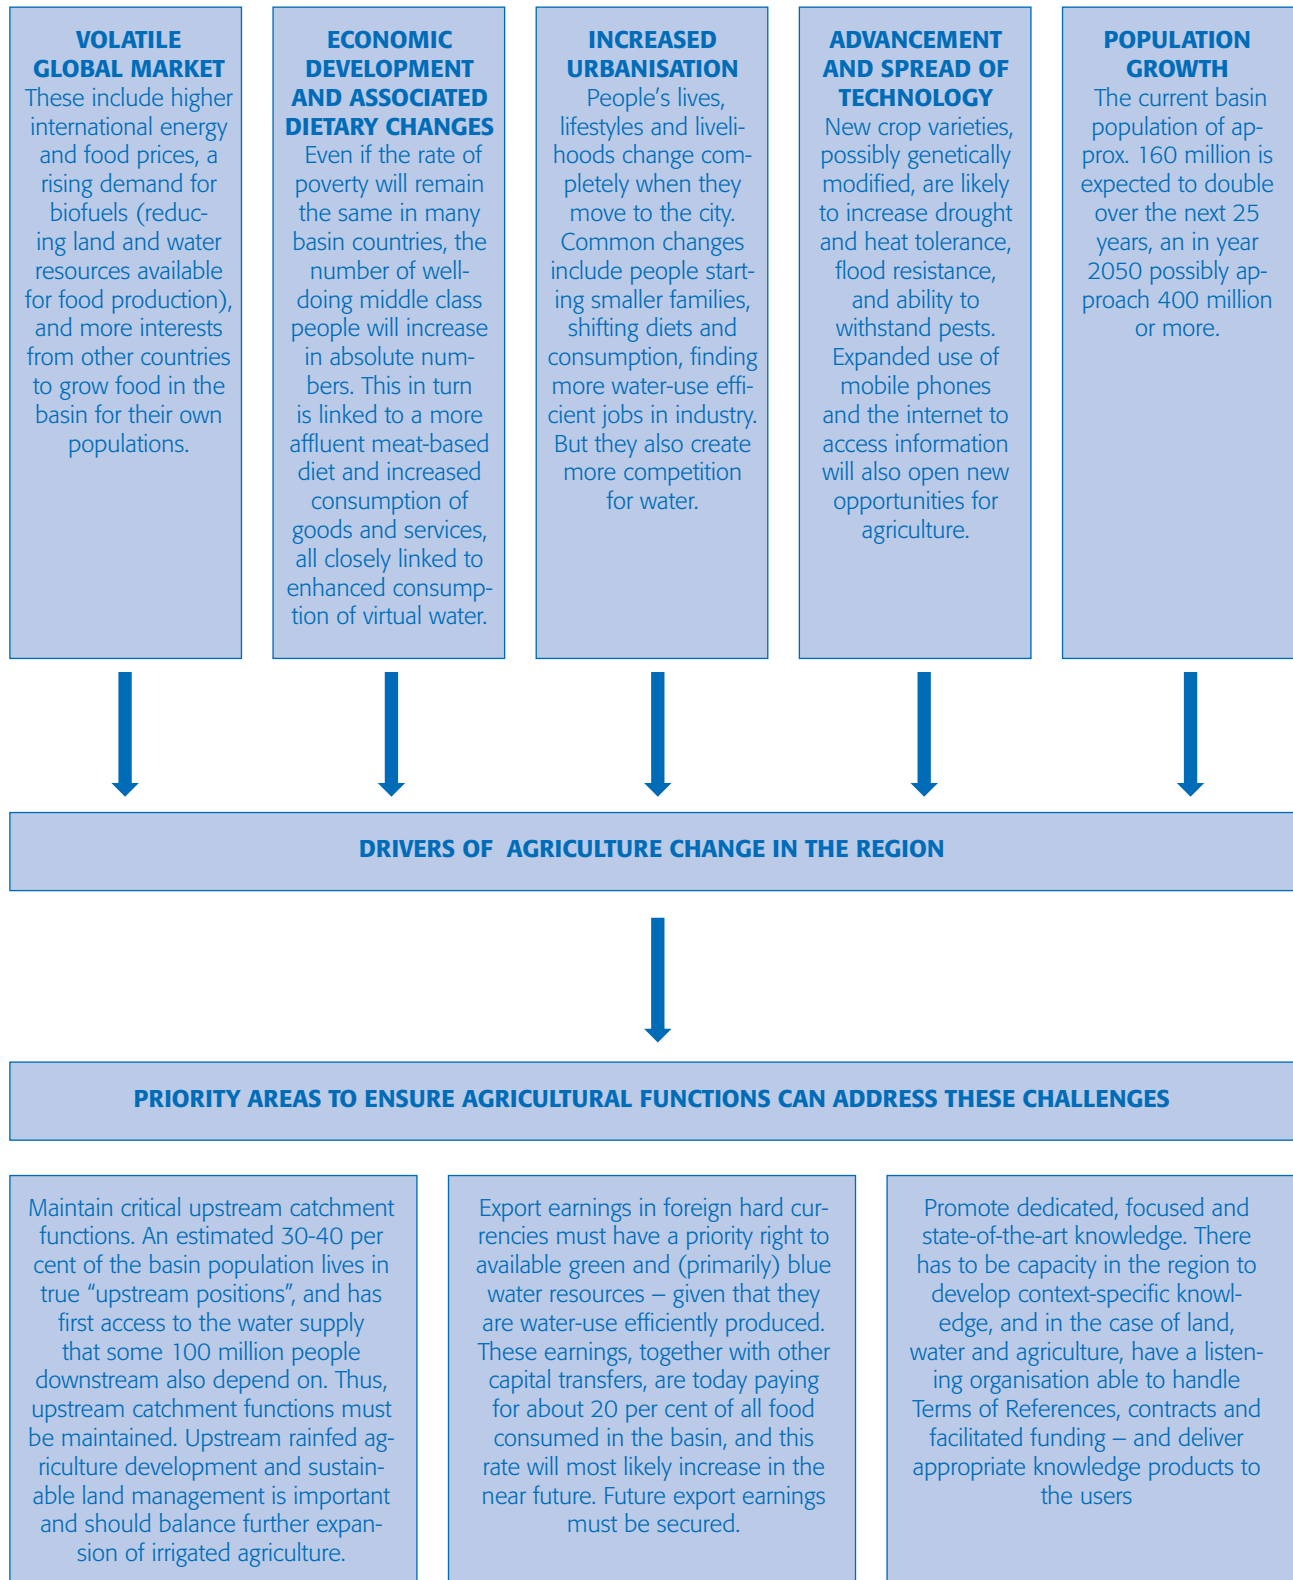 VOLATILE
GLOBAL MARKET
These include higher
international energy
and food prices, a
rising demand for
biofuels (reduc-
ing land and water
resources available
for food production),
and more interests
from other countries
to grow food in the
basin for their own
populations.
ECONOMIC
DEVELOPMENT
AND ASSOCIATED
DIETARY CHANGES
Even if the rate of
poverty will remain
the same in many
basin countries, the
number of well-
doing middle class
people will increase
in absolute num-
bers. This in turn
is linked to a more
affluent meat-based
diet and increased
consumption of
goods and services,
all closely linked to
enhanced consump-
tion of virtual water.
INCREASED
URBANISATION
People’s lives,
lifestyles and liveli-
hoods change com-
pletely when they
move to the city.
Common changes
include people start-
ing smaller families,
shifting diets and
consumption, finding
more water-use effi-
cient jobs in industry.
But they also create
more competition
for water.
ADVANCEMENT
AND SPREAD OF
TECHNOLOGY
New crop varieties,
possibly genetically
modified, are likely
to increase drought
and heat tolerance,
flood resistance,
and ability to
withstand pests.
Expanded use of
mobile phones
and the internet to
access information
will also open new
opportunities for
agriculture.
POPULATION
GROWTH
The current basin
population of ap-
prox. 160 million is
expected to double
over the next 25
years, an in year
2050 possibly ap-
proach 400 million
or more.
DRIVERS OF AGRICULTURE CHANGE IN THE REGION
PRIORITY AREAS TO ENSURE AGRICULTURAL FUNCTIONS CAN ADDRESS THESE CHALLENGES
Maintain critical upstream catchment
functions. An estimated 30-40 per
cent of the basin population lives in
true “upstream positions”, and has
first access to the water supply
that some 100 million people
downstream also depend on. Thus,
upstream catchment functions must
be maintained. Upstream rainfed ag-
riculture development and sustain-
able land management is important
and should balance further expan-
sion of irrigated agriculture.
Export earnings in foreign hard cur-
rencies must have a priority right to
available green and (primarily) blue
water resources – given that they
are water-use efficiently produced.
These earnings, together with other
capital transfers, are today paying
for about 20 per cent of all food
consumed in the basin, and this
rate will most likely increase in the
near future. Future export earnings
must be secured.
Promote dedicated, focused and
state-of-the-art knowledge. There
has to be capacity in the region to
develop context-specific knowl-
edge, and in the case of land,
water and agriculture, have a listen-
ing organisation able to handle
Terms of References, contracts and
facilitated funding – and deliver
appropriate knowledge products to
the users